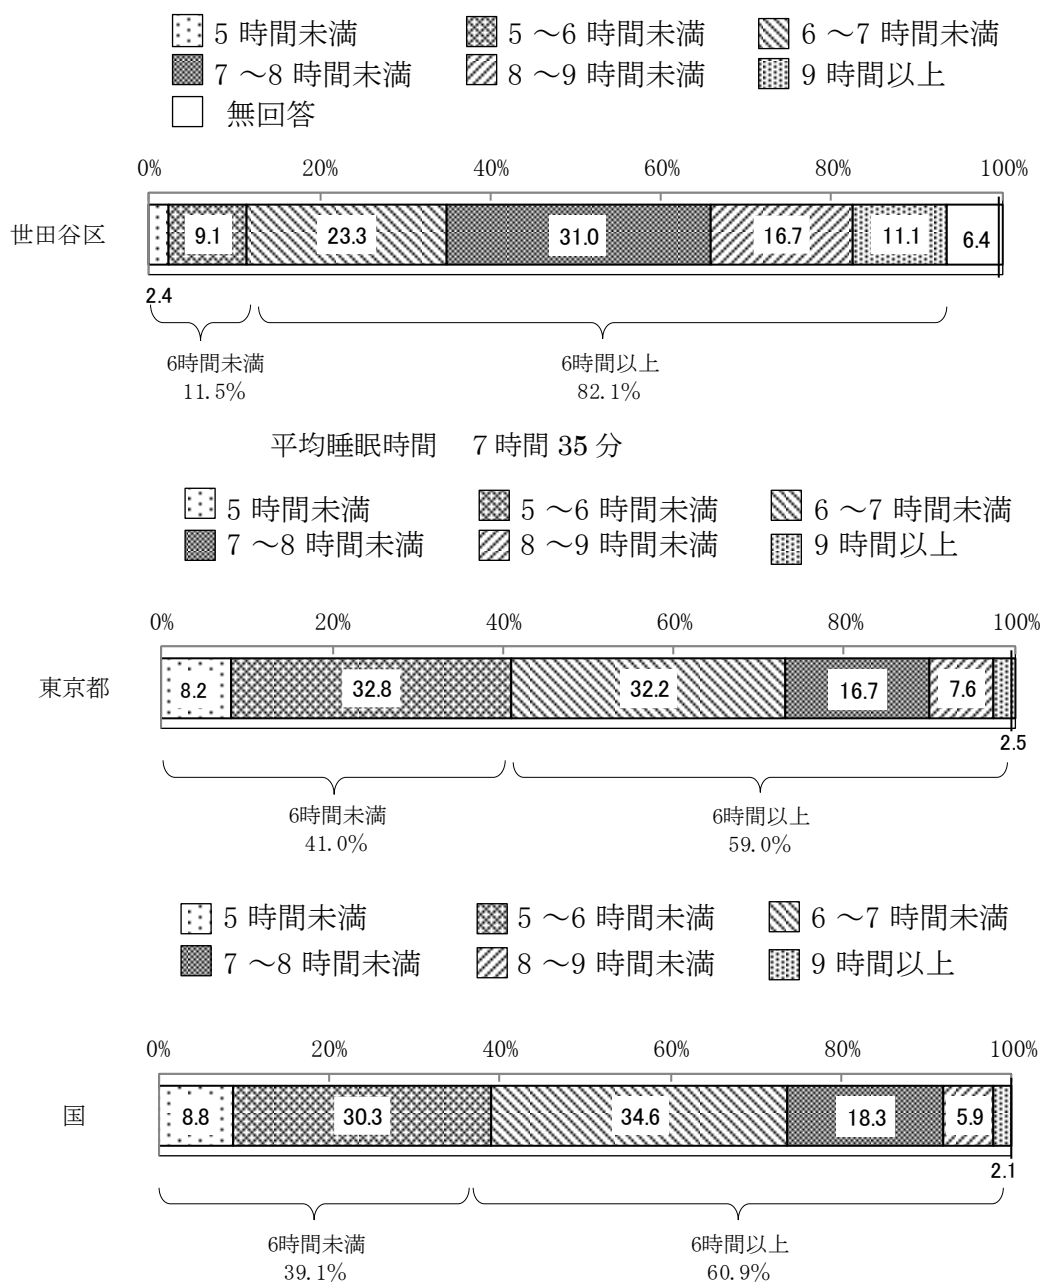 5 時間未満 5 ～6 時間未満 6 ～7 時間未満
7 ～8 時間未満 8 ～9 時間未満 9 時間以上
無回答
0% 20% 40% 60% 80% 100%
世田谷区 9.1 23.3 31.0 16.7 11.1 6.4
2.4
6時間未満 6時間以上
11.5% 82.1%
平均睡眠時間 7 時間 35 分
5 時間未満 5 ～6 時間未満 6 ～7 時間未満
7 ～8 時間未満 8 ～9 時間未満 9 時間以上
0% 20% 40% 60% 80% 100%
東京都 8.2 32.8 32.2 16.7 7.6
2.5
6時間未満 6時間以上
41.0% 59.0%
5 時間未満 5 ～6 時間未満 6 ～7 時間未満
7 ～8 時間未満 8 ～9 時間未満 9 時間以上
0% 20% 40% 60% 80% 100%
国 8.8 30.3 34.6 18.3 5.9
2.1
6時間未満 6時間以上
39.1% 60.9%